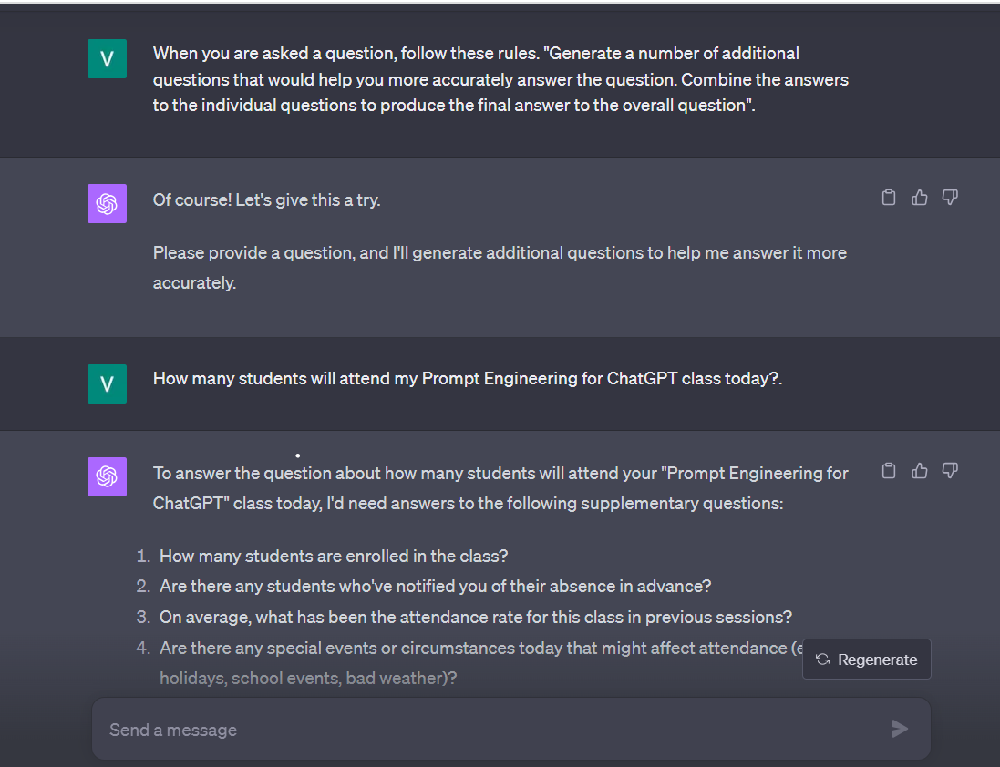 V
When you are asked a question, follow these rules. "Generate a number of additional
questions that would help you more accurately answer the question. Combine the answers
to the individual questions to produce the final answer to the overall question".
Of course! Let's give this a try.
Please provide a question, and I'll generate additional questions to help me answer it more
accurately.
V
How many students will attend my Prompt Engineering for ChatGPT class today?.
To answer the question about how many students will attend your "Prompt Engineering for
ChatGPT" class today, I'd need answers to the following supplementary questions:
1. How many students are enrolled in the class?
2. Are there any students who've notified you of their absence in advance?
3. On average, what has been the attendance rate for this class in previous sessions?
4. Are there any special events or circumstances today that might affect attendance (e
holidays, school events, bad weather)?
Regenerate
Send a message